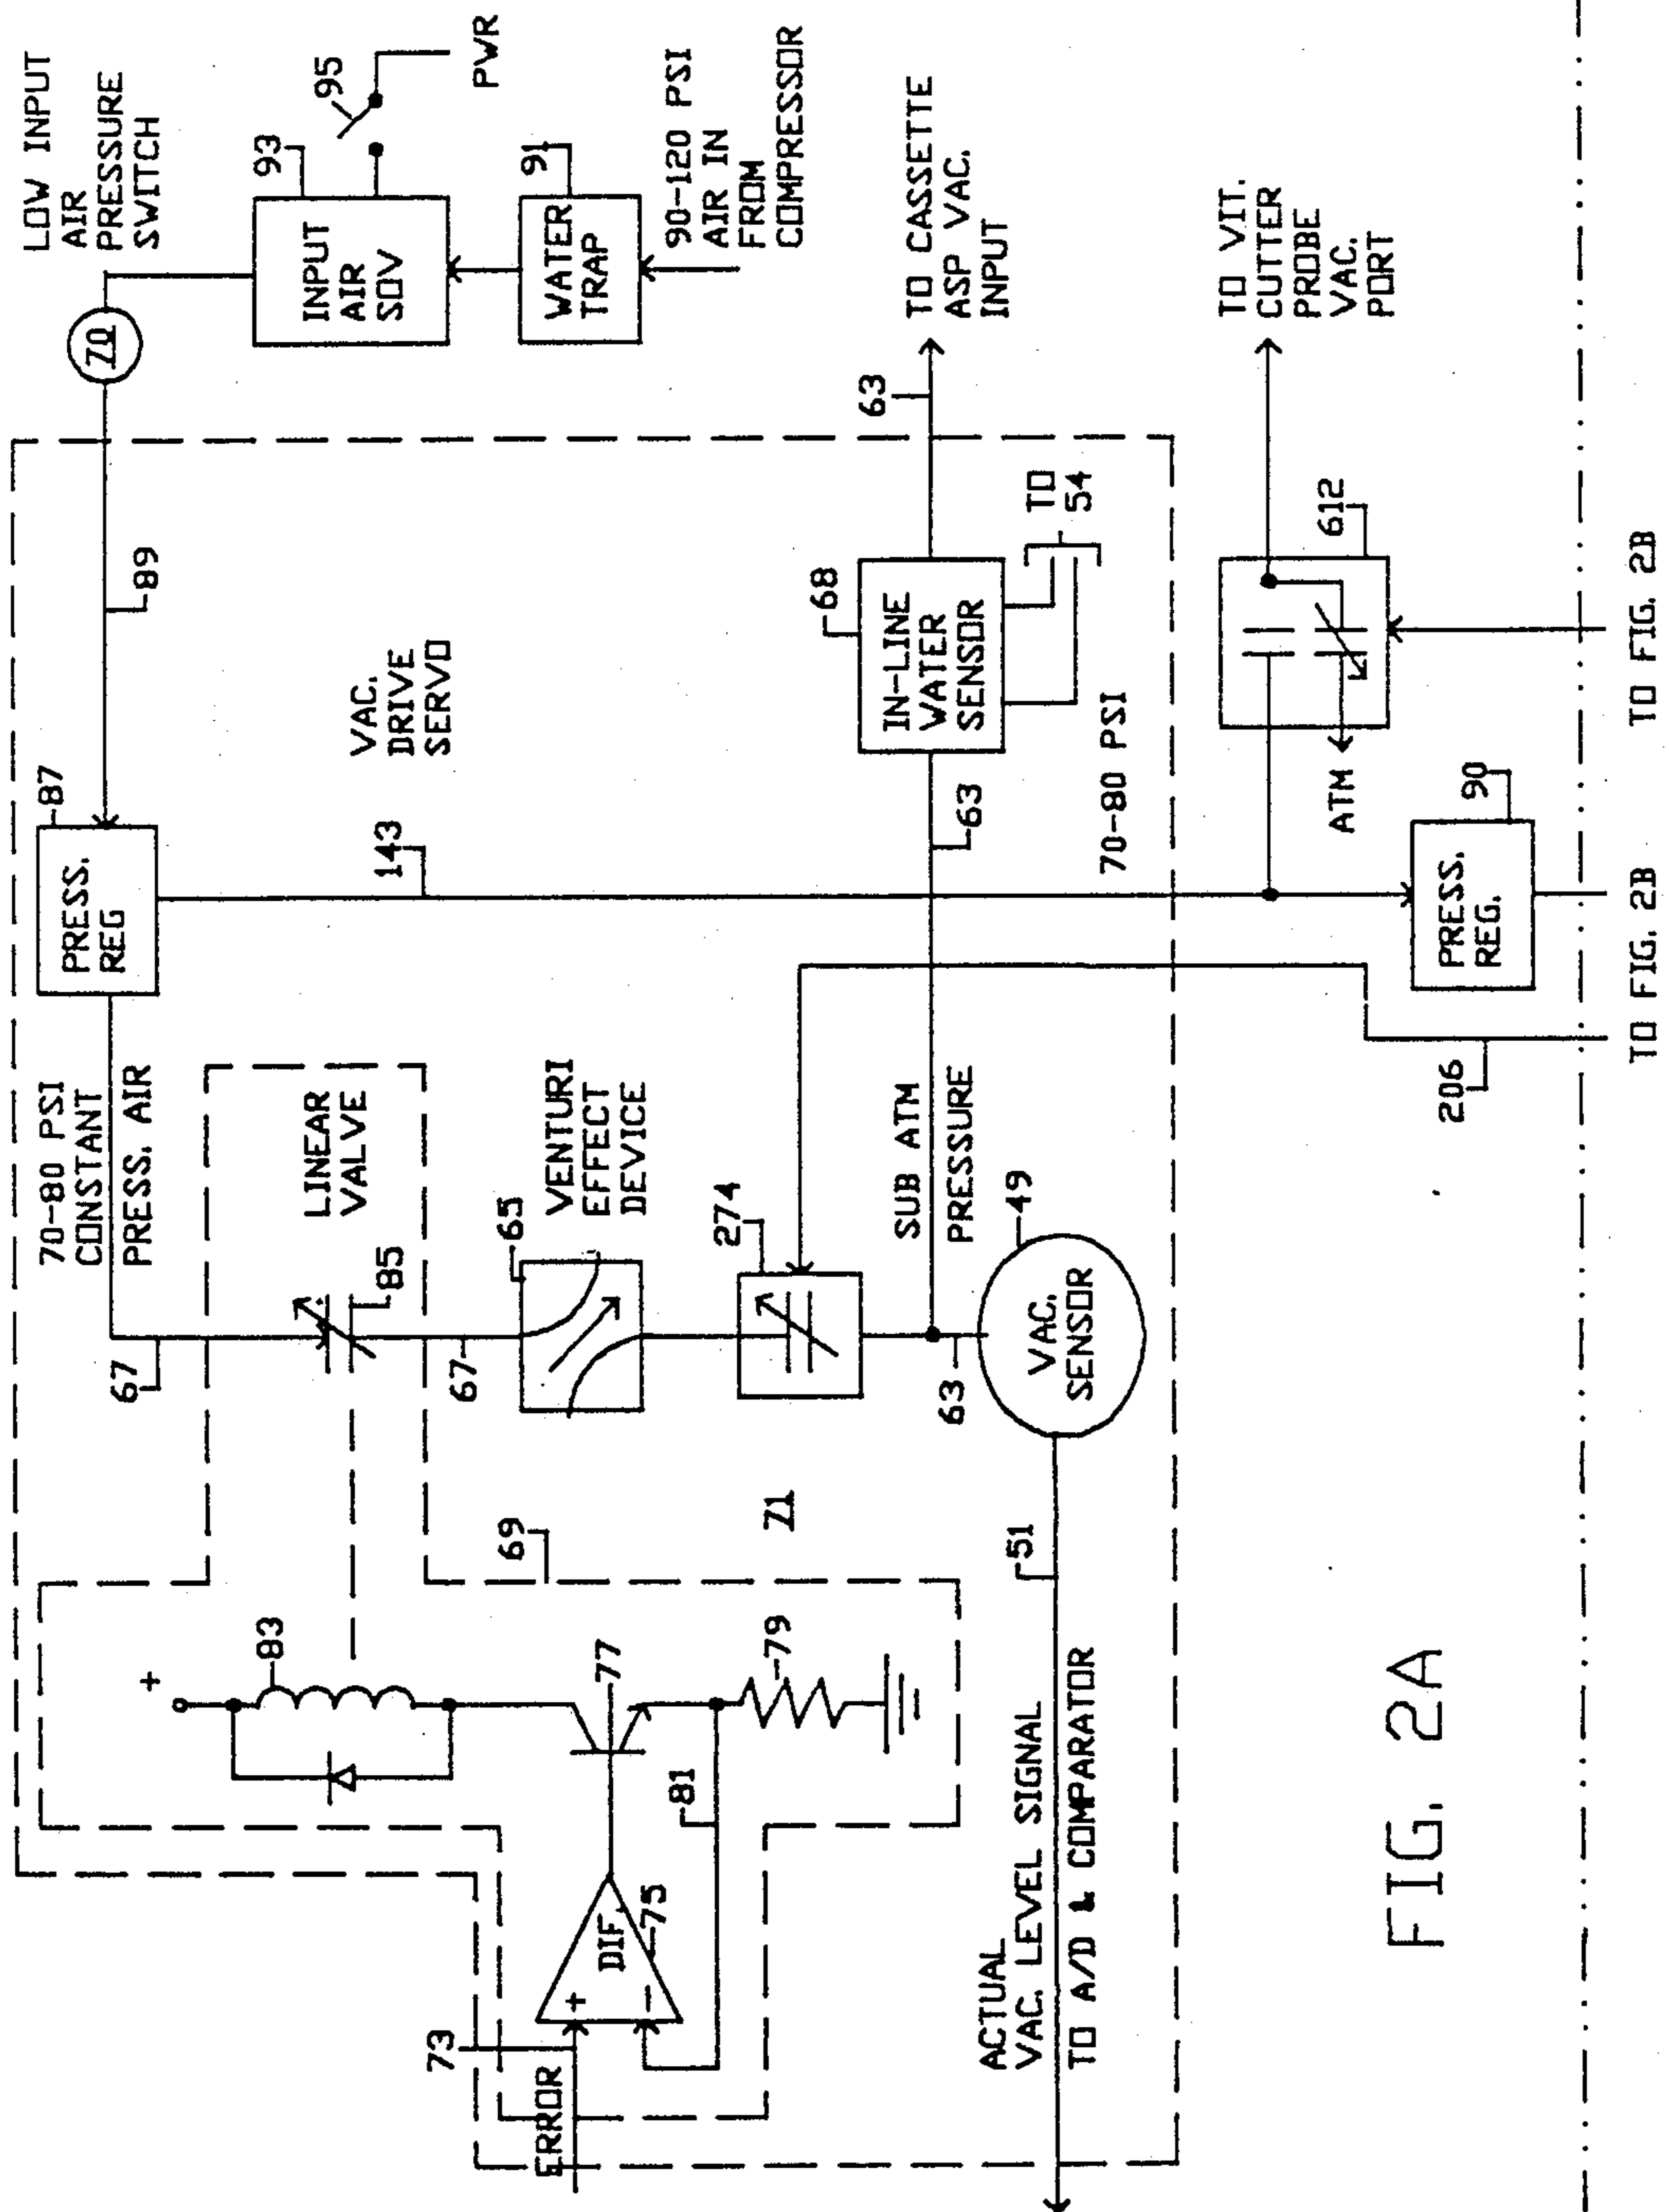 LOW INPUT
AIR
PRESSURE
SWITCH
70
93
95
PWR
INPUT
AIR
SOV
91
WATER
TRAP
90-120 PSI
AIR IN
FROM
COMPRESSOR
89
87
PRESS.
REG
143
VAC.
DRIVE
SERVO
70-80 PSI
CONSTANT
PRESS. AIR
67
LINEAR
VALVE
85
67
65
VENTURI
EFFECT
DEVICE
274
SUB ATM
PRESSURE
63
68
IN-LINE
WATER
SENSOR
TO
54
63
TO CASSETTE
ASP VAC.
INPUT
70-80 PSI
63
49
VAC.
SENSOR
51
71
69
83
+
77
79
81
DIF.
75
+
−
73
ERROR
ACTUAL
VAC. LEVEL SIGNAL
TO A/D & COMPARATOR
612
TO VIT.
CUTTER
PROBE
VAC.
PORT
ATM
90
PRESS.
REG.
206
TO FIG. 2B
TO FIG. 2B
TO FIG. 2B
FIG. 2A